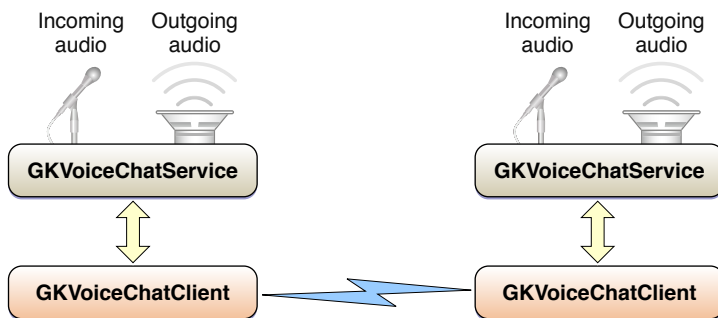 Incoming audio
Outgoing audio
Incoming audio
Outgoing audio
GKVoiceChatService
GKVoiceChatService
GKVoiceChatClient
GKVoiceChatClient